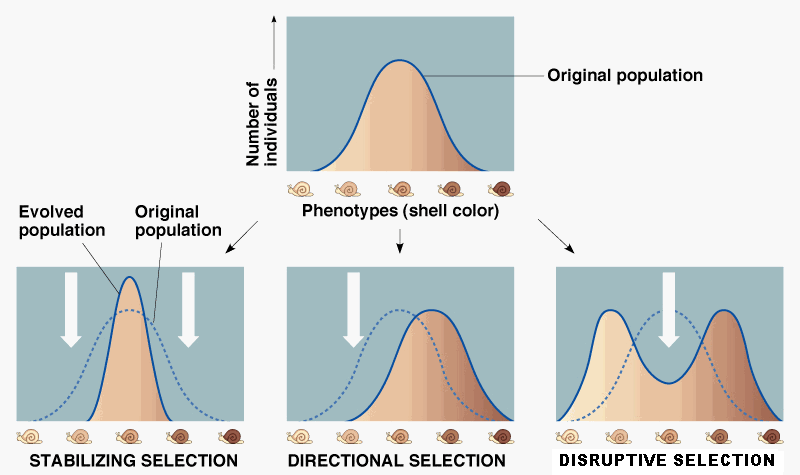 Number of
individuals
Original population
Phenotypes (shell color)
Evolved
population
Original
population
STABILIZING SELECTION
DIRECTIONAL SELECTION
DISRUPTIVE SELECTION